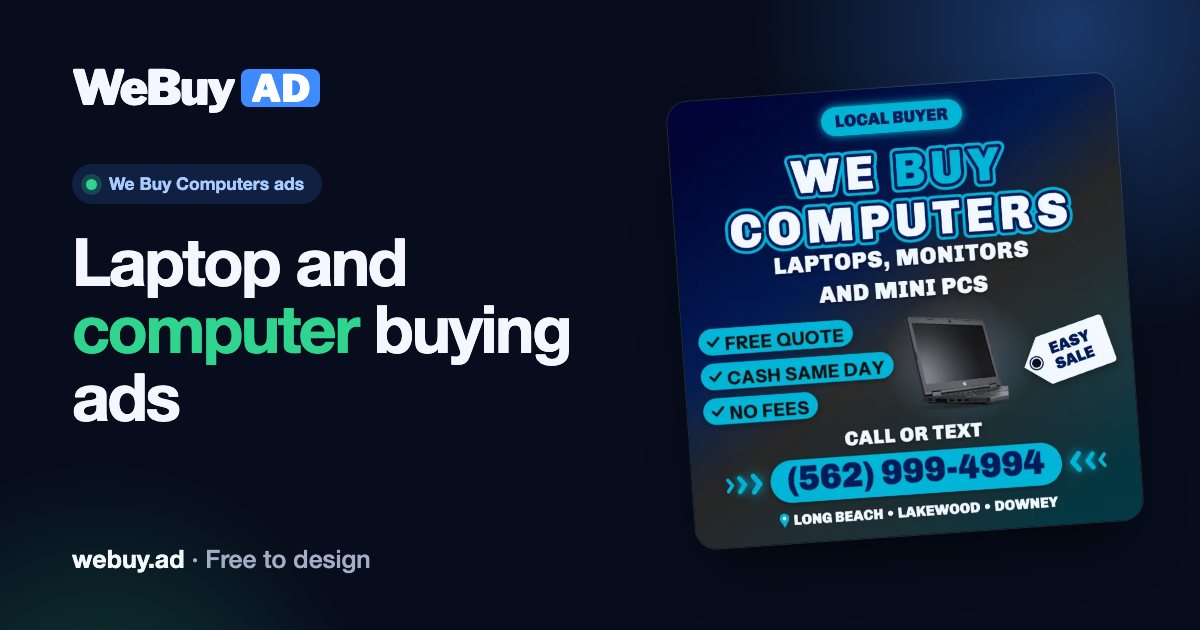 WeBuy AD
We Buy Computers ads
Laptop and
computer buying
ads
webuy.ad · Free to design
LOCAL BUYER
WE BUY
COMPUTERS
LAPTOPS, MONITORS
AND MINI PCS
✓ FREE QUOTE
✓ CASH SAME DAY
✓ NO FEES
EASY
SALE
CALL OR TEXT
(562) 999-4994
LONG BEACH • LAKEWOOD • DOWNEY